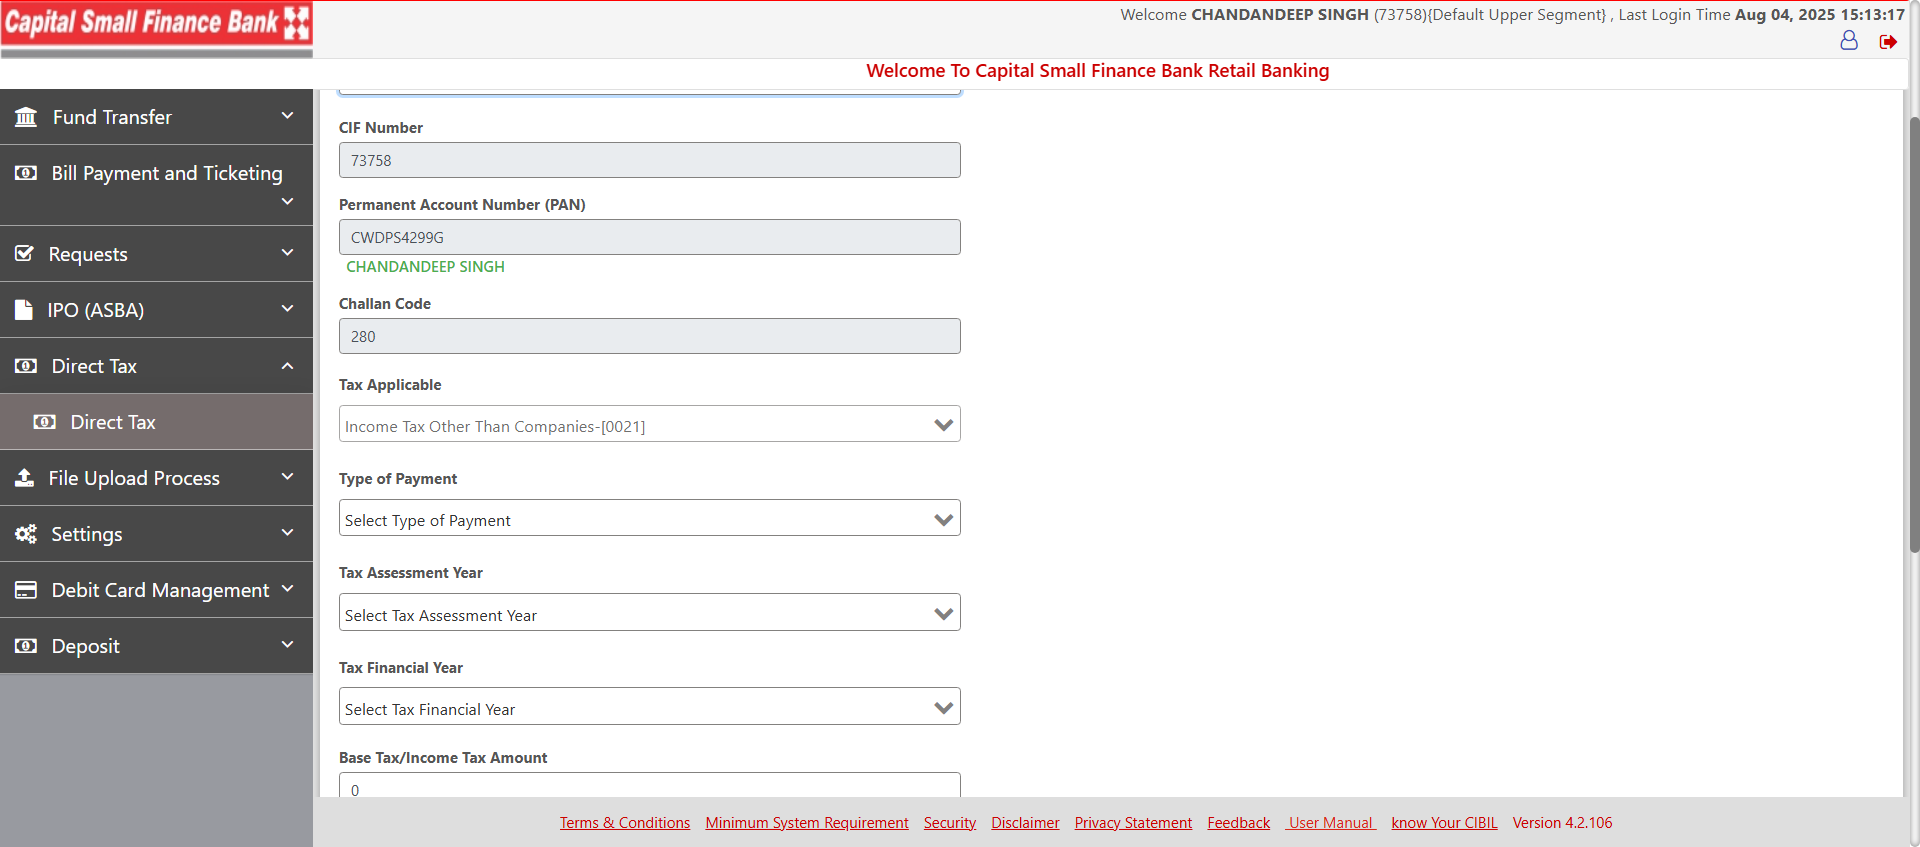 Capital Small Finance Bank
Welcome CHANDANDEEP SINGH (73758){Default Upper Segment} , Last Login Time Aug 04, 2025 15:13:17
Welcome To Capital Small Finance Bank Retail Banking
Fund Transfer
Bill Payment and Ticketing
Requests
IPO (ASBA)
Direct Tax
Direct Tax
File Upload Process
Settings
Debit Card Management
Deposit
CIF Number
73758
Permanent Account Number (PAN)
CWDPS4299G
CHANDANDEEP SINGH
Challan Code
280
Tax Applicable
Income Tax Other Than Companies-[0021]
Type of Payment
Select Type of Payment
Tax Assessment Year
Select Tax Assessment Year
Tax Financial Year
Select Tax Financial Year
Base Tax/Income Tax Amount
0
Terms & Conditions Minimum System Requirement Security Disclaimer Privacy Statement Feedback User Manual know Your CIBIL Version 4.2.106